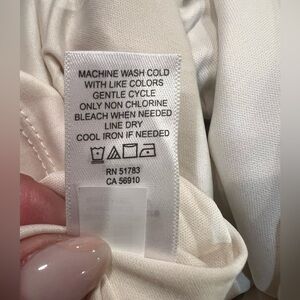 MACHINE WASH COLD
WITH LIKE COLORS
GENTLE CYCLE
ONLY NON CHLORINE
BLEACH WHEN NEEDED
LINE DRY
COOL IRON IF NEEDED
RN 51783
CA 56910